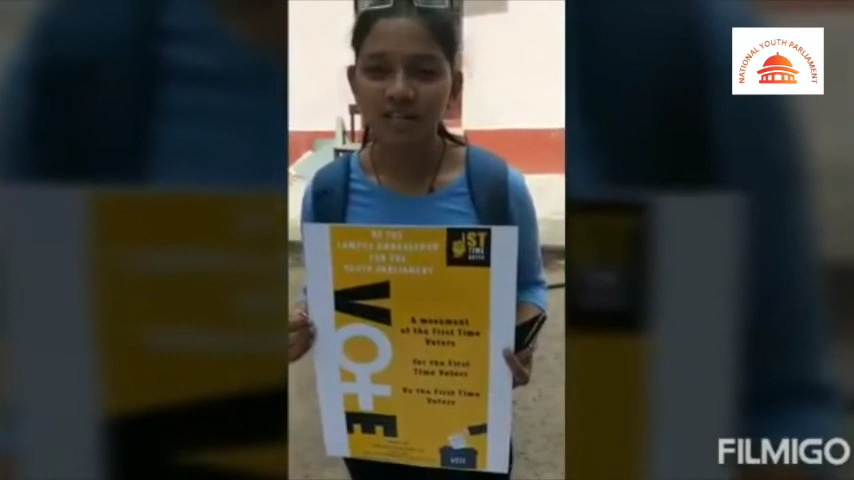 NATIONAL YOUTH PARLIAMENT
BE THE
CAMPUS AMBASSADOR
FOR THE
YOUTH PARLIAMENT
1ST
TIME
VOTER
VOTE
A movement
of the First Time
Voters
for the First
Time Voters
By the First Time
Voters
VOTE
FILMIGO